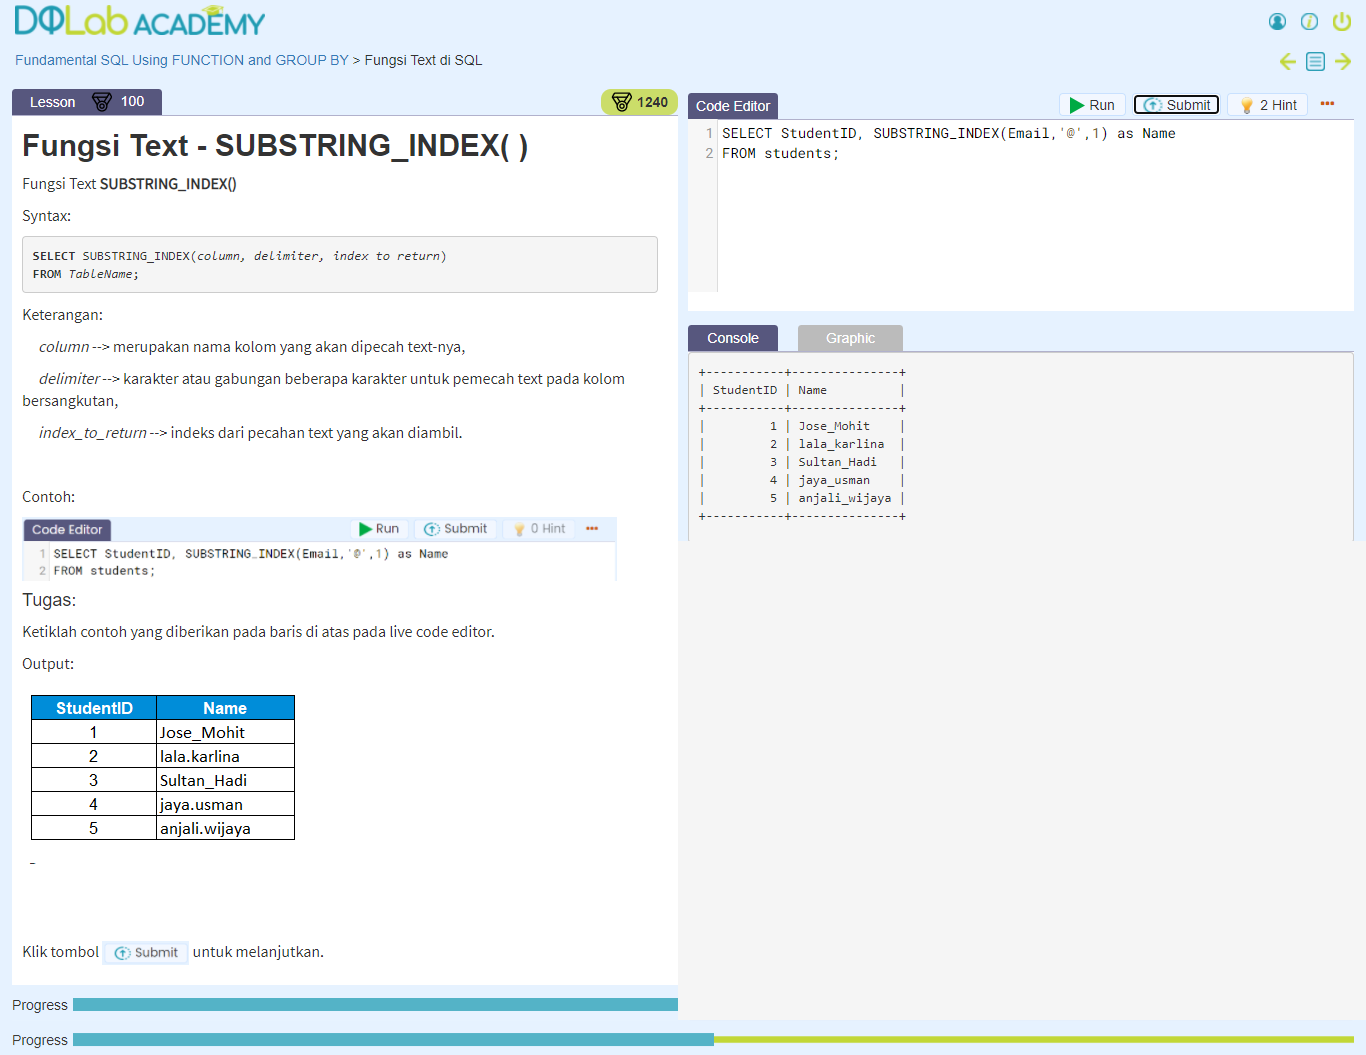 DQLab ACADEMY
Fundamental SQL Using FUNCTION and GROUP BY > Fungsi Text di SQL
Lesson 100
1240
Fungsi Text - SUBSTRING_INDEX( )
Fungsi Text SUBSTRING_INDEX()
Syntax:
SELECT SUBSTRING_INDEX(column, delimiter, index to return)
FROM TableName;
Keterangan:
column --> merupakan nama kolom yang akan dipecah text-nya,
delimiter --> karakter atau gabungan beberapa karakter untuk pemecah text pada kolom
bersangkutan,
index_to_return --> indeks dari pecahan text yang akan diambil.
Contoh:
Code Editor Run Submit 0 Hint
1 SELECT StudentID, SUBSTRING_INDEX(Email,'@',1) as Name
2 FROM students;
Tugas:
Ketiklah contoh yang diberikan pada baris di atas pada live code editor.
Output:
StudentID Name
1 Jose_Mohit
2 lala.karlina
3 Sultan_Hadi
4 jaya.usman
5 anjali.wijaya
Klik tombol Submit untuk melanjutkan.
Progress
Progress
Code Editor Run Submit 2 Hint
1 SELECT StudentID, SUBSTRING_INDEX(Email,'@',1) as Name
2 FROM students;
Console Graphic
+-----------+---------------+
| StudentID | Name          |
+-----------+---------------+
|         1 | Jose_Mohit    |
|         2 | lala_karlina  |
|         3 | Sultan_Hadi   |
|         4 | jaya_usman    |
|         5 | anjali_wijaya |
+-----------+---------------+